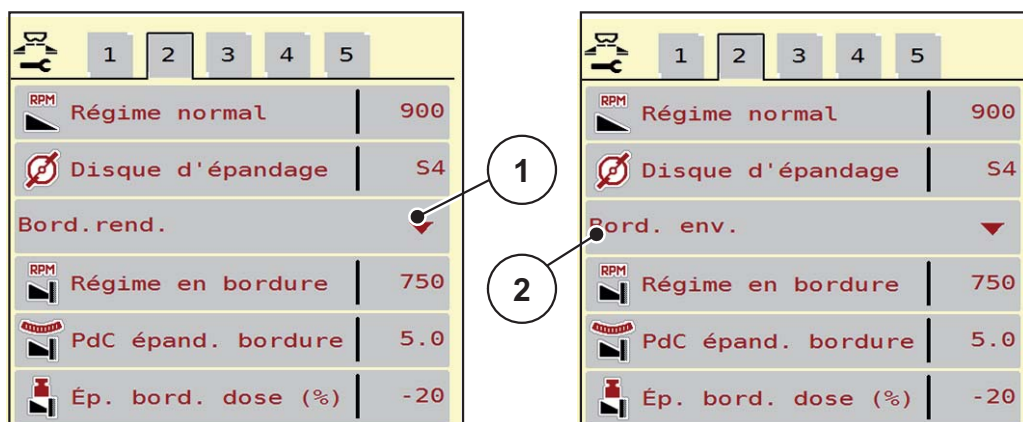 1 2 3 4 5
RPM Régime normal 900
Disque d'épandage S4
Bord.rend.
RPM Régime en bordure 750
PdC épand. bordure 5.0
Ép. bord. dose (%) -20
1
2
1 2 3 4 5
RPM Régime normal 900
Disque d'épandage S4
Bord. env.
RPM Régime en bordure 750
PdC épand. bordure 5.0
Ép. bord. dose (%) -20